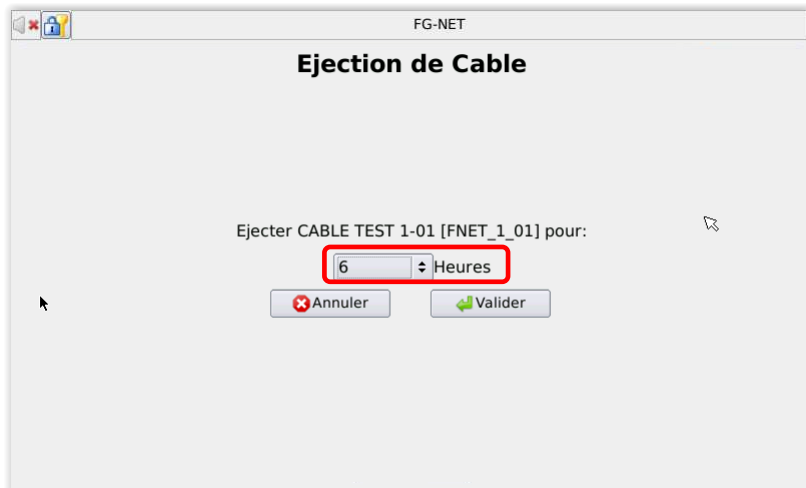 FG-NET
Ejection de Cable
Ejecter CABLE TEST 1-01 [FNET_1_01] pour:
6 Heures
Annuler Valider